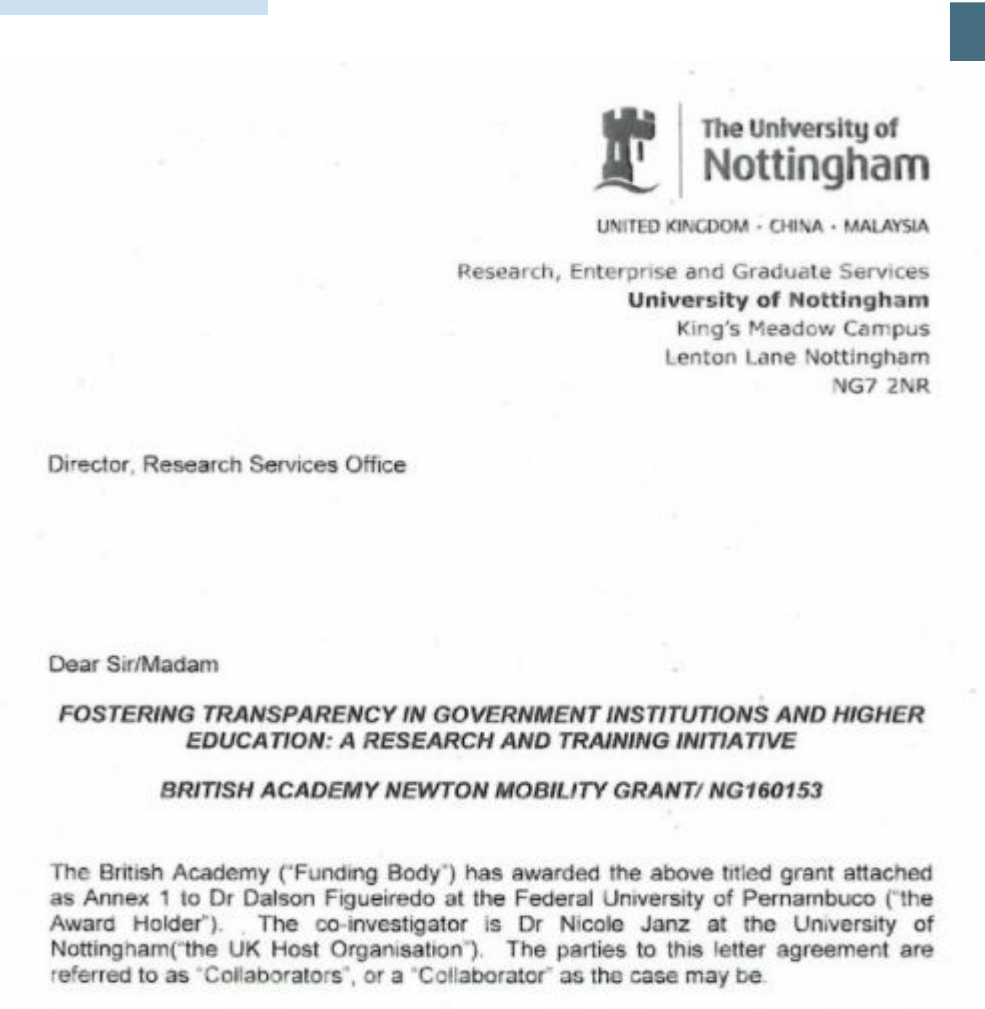 The University of
Nottingham
UNITED KINGDOM · CHINA · MALAYSIA
Research, Enterprise and Graduate Services
University of Nottingham
King's Meadow Campus
Lenton Lane Nottingham
NG7 2NR
Director, Research Services Office
Dear Sir/Madam
FOSTERING TRANSPARENCY IN GOVERNMENT INSTITUTIONS AND HIGHER
EDUCATION: A RESEARCH AND TRAINING INITIATIVE
BRITISH ACADEMY NEWTON MOBILITY GRANT/ NG160153
The British Academy ("Funding Body") has awarded the above titled grant attached
as Annex 1 to Dr Dalson Figueiredo at the Federal University of Pernambuco ("the
Award Holder"). The co-investigator is Dr Nicole Janz at the University of
Nottingham("the UK Host Organisation"). The parties to this letter agreement are
referred to as "Collaborators", or a "Collaborator" as the case may be.